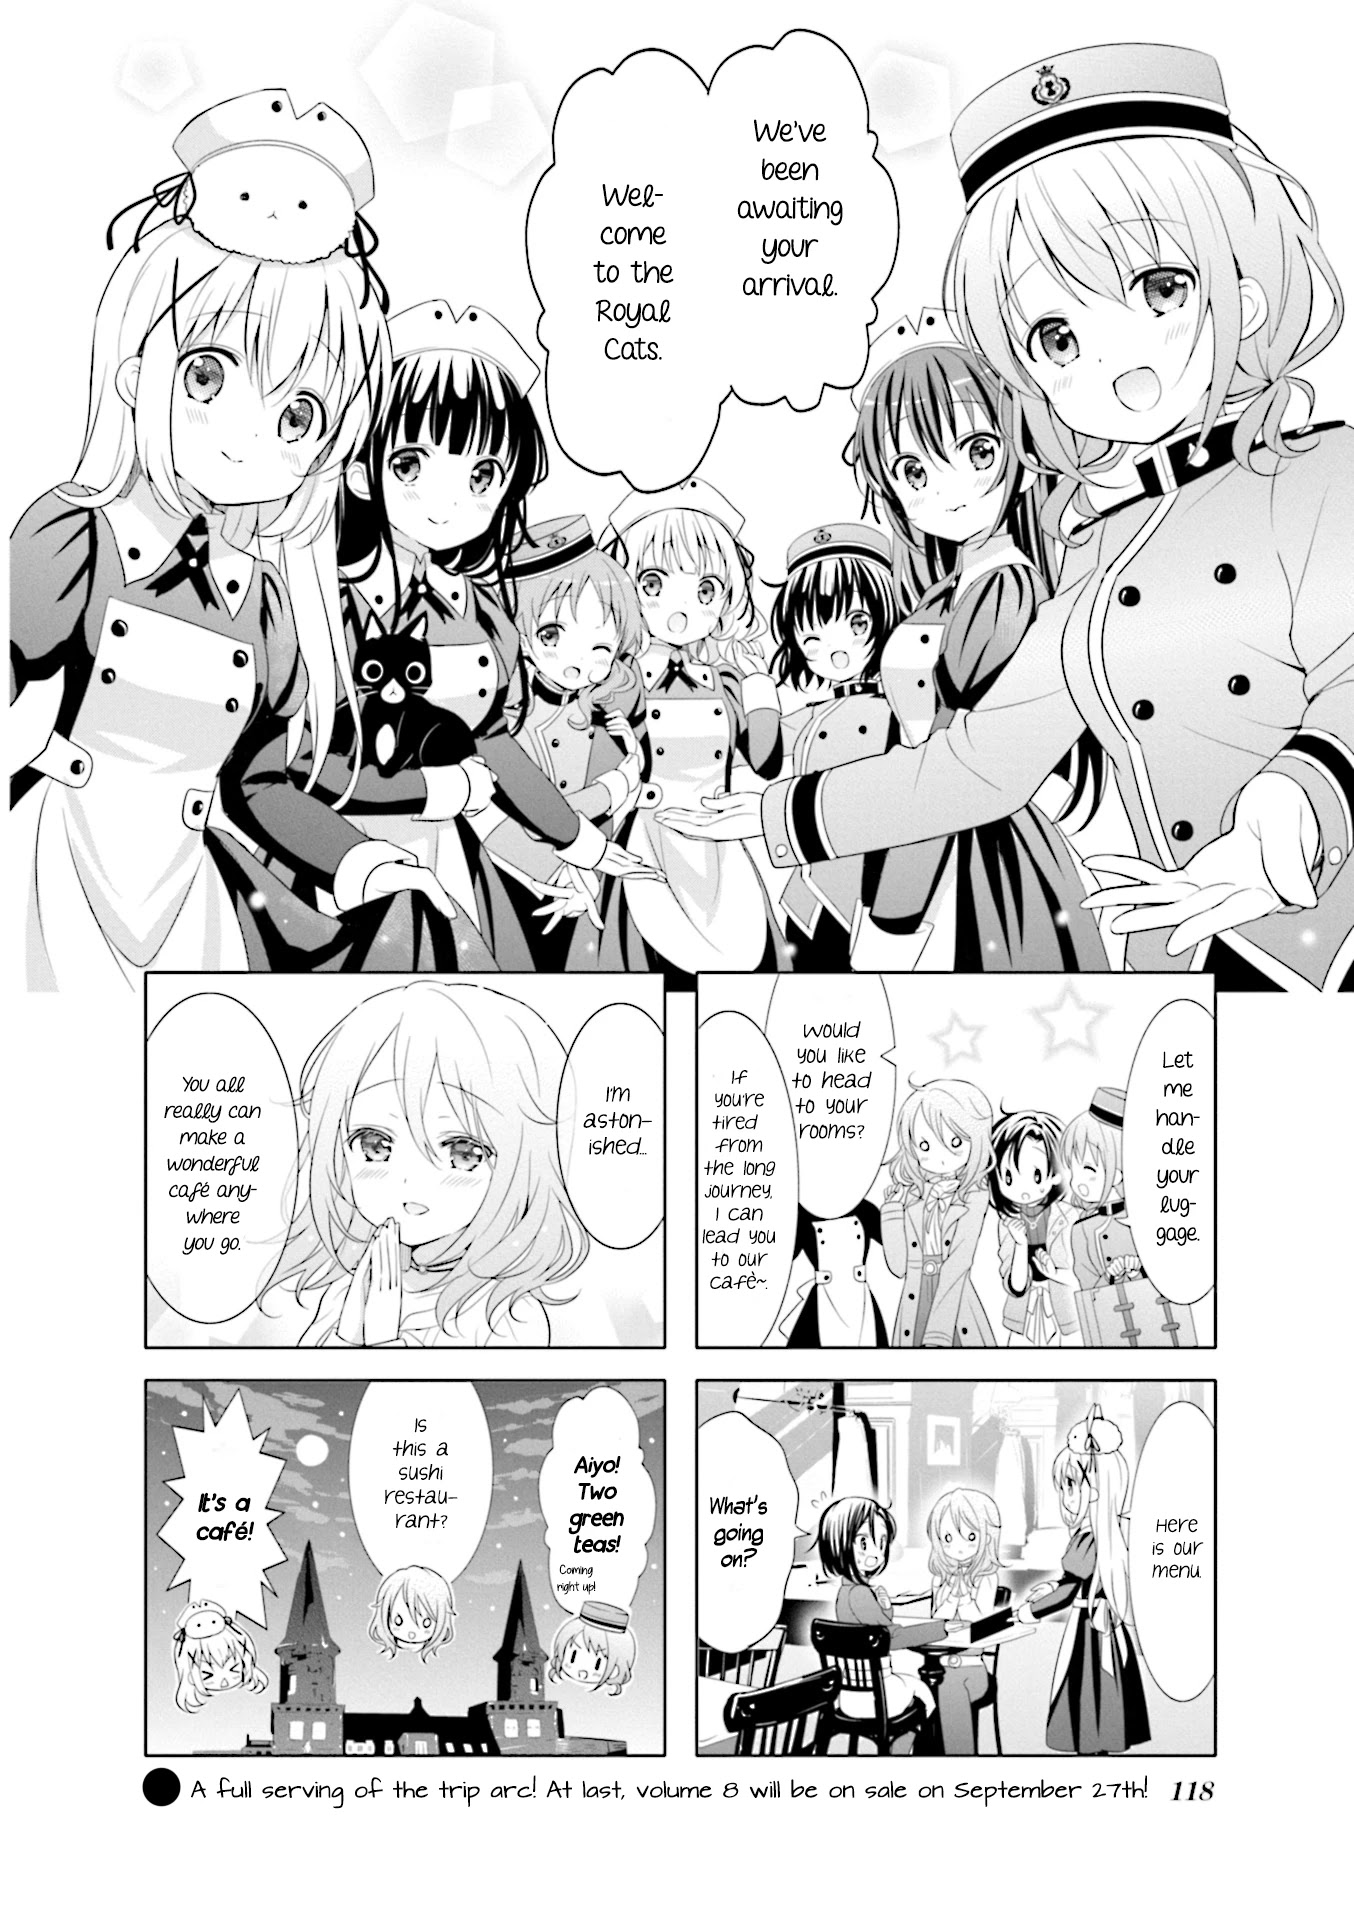 We've
been
awaiting
your
arrival.
Wel-
come
to the
Royal
Cats.
Let
me
han-
dle
your
lug-
gage.
Would
you like
to head
to your
rooms?
If
you're
tired
from
the long
journey,
I can
lead you
to our
cafè~.
I'm
aston-
ished...
You all
really can
make a
wonderful
café any-
where
you go.
Here
is our
menu.
What's
going
on?
Aiyo!
Two
green
teas!
Coming
right up!
Is
this a
sushi
restau-
rant?
It's a
café!
A full serving of the trip arc! At last, volume 8 will be on sale on September 27th!
118